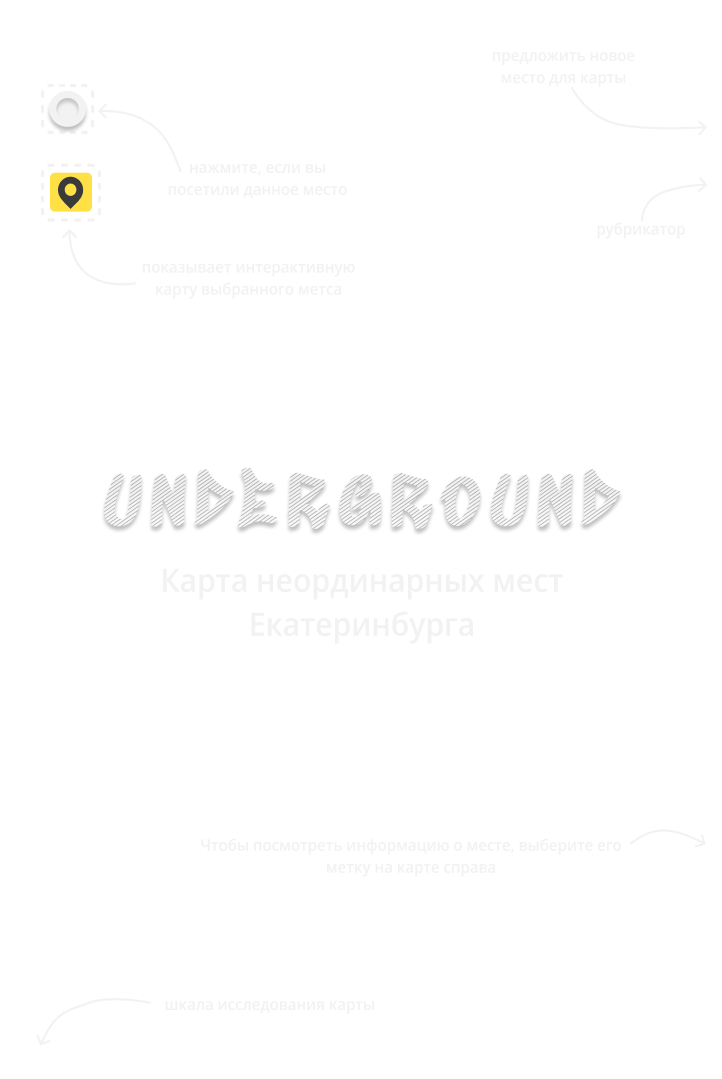 предложить новое
место для карты
нажмите, если вы
посетили данное место
рубрикатор
показывает интерактивную
карту выбранного метса
UNDERGROUND
Карта неординарных мест
Екатеринбурга
Чтобы посмотреть информацию о месте, выберите его
метку на карте справа
шкала исследования карты